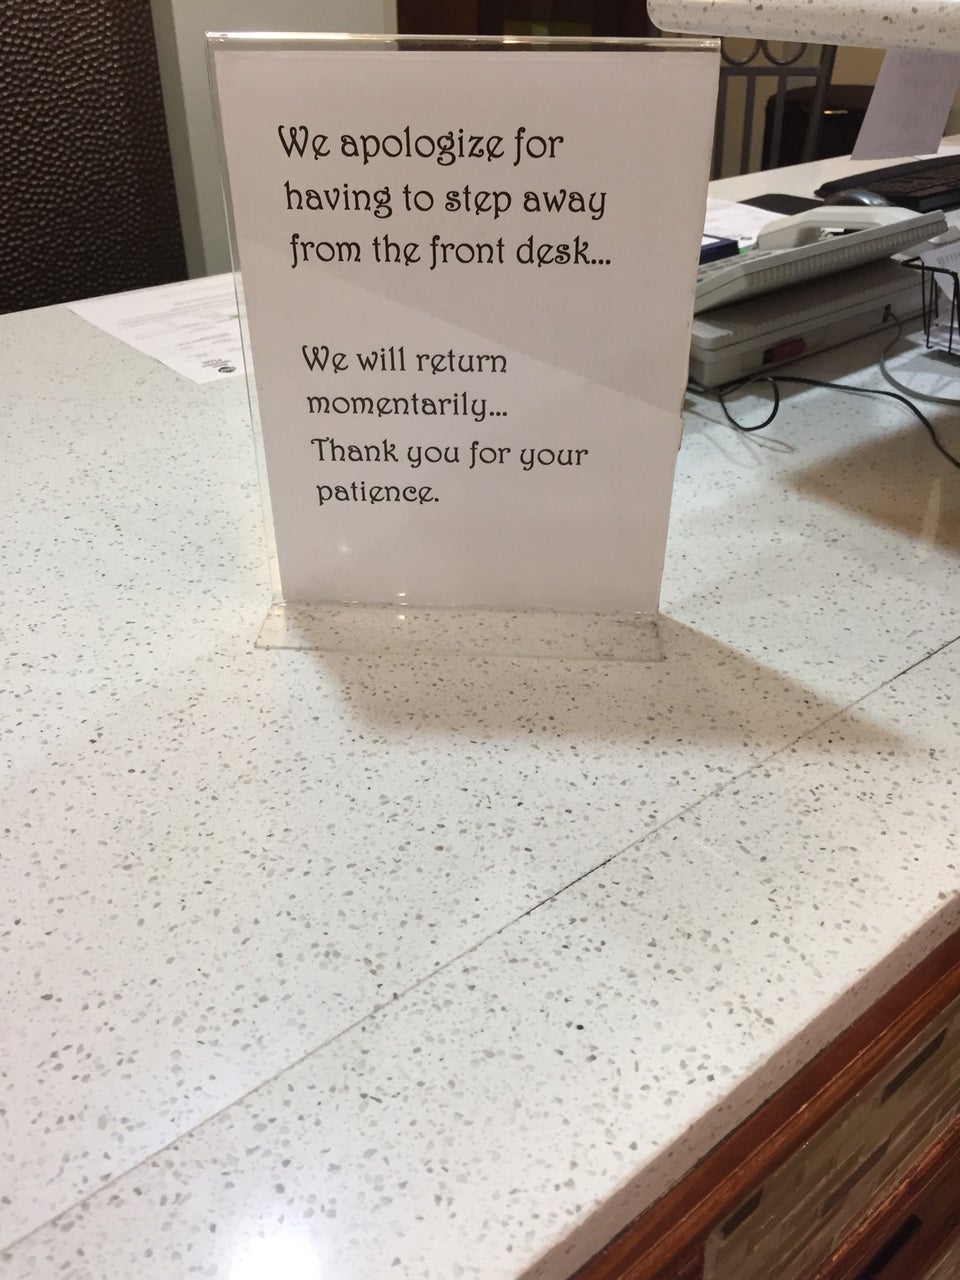 We apologize for
having to step away
from the front desk...
We will return
momentarily...
Thank you for your
patience.